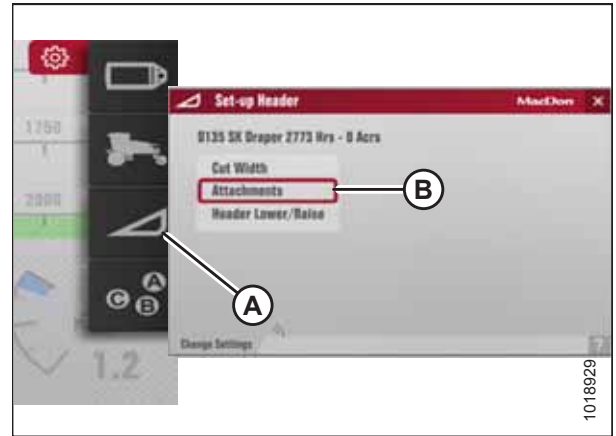 Set-up Header
MacDon
X
D135 SK Draper 2773 Hrs - 0 Acrs
Cut Width
Attachments
Header Lower/Raise
Change Settings
?
1750
2000
1.2
A
B
C
A
B
1018929